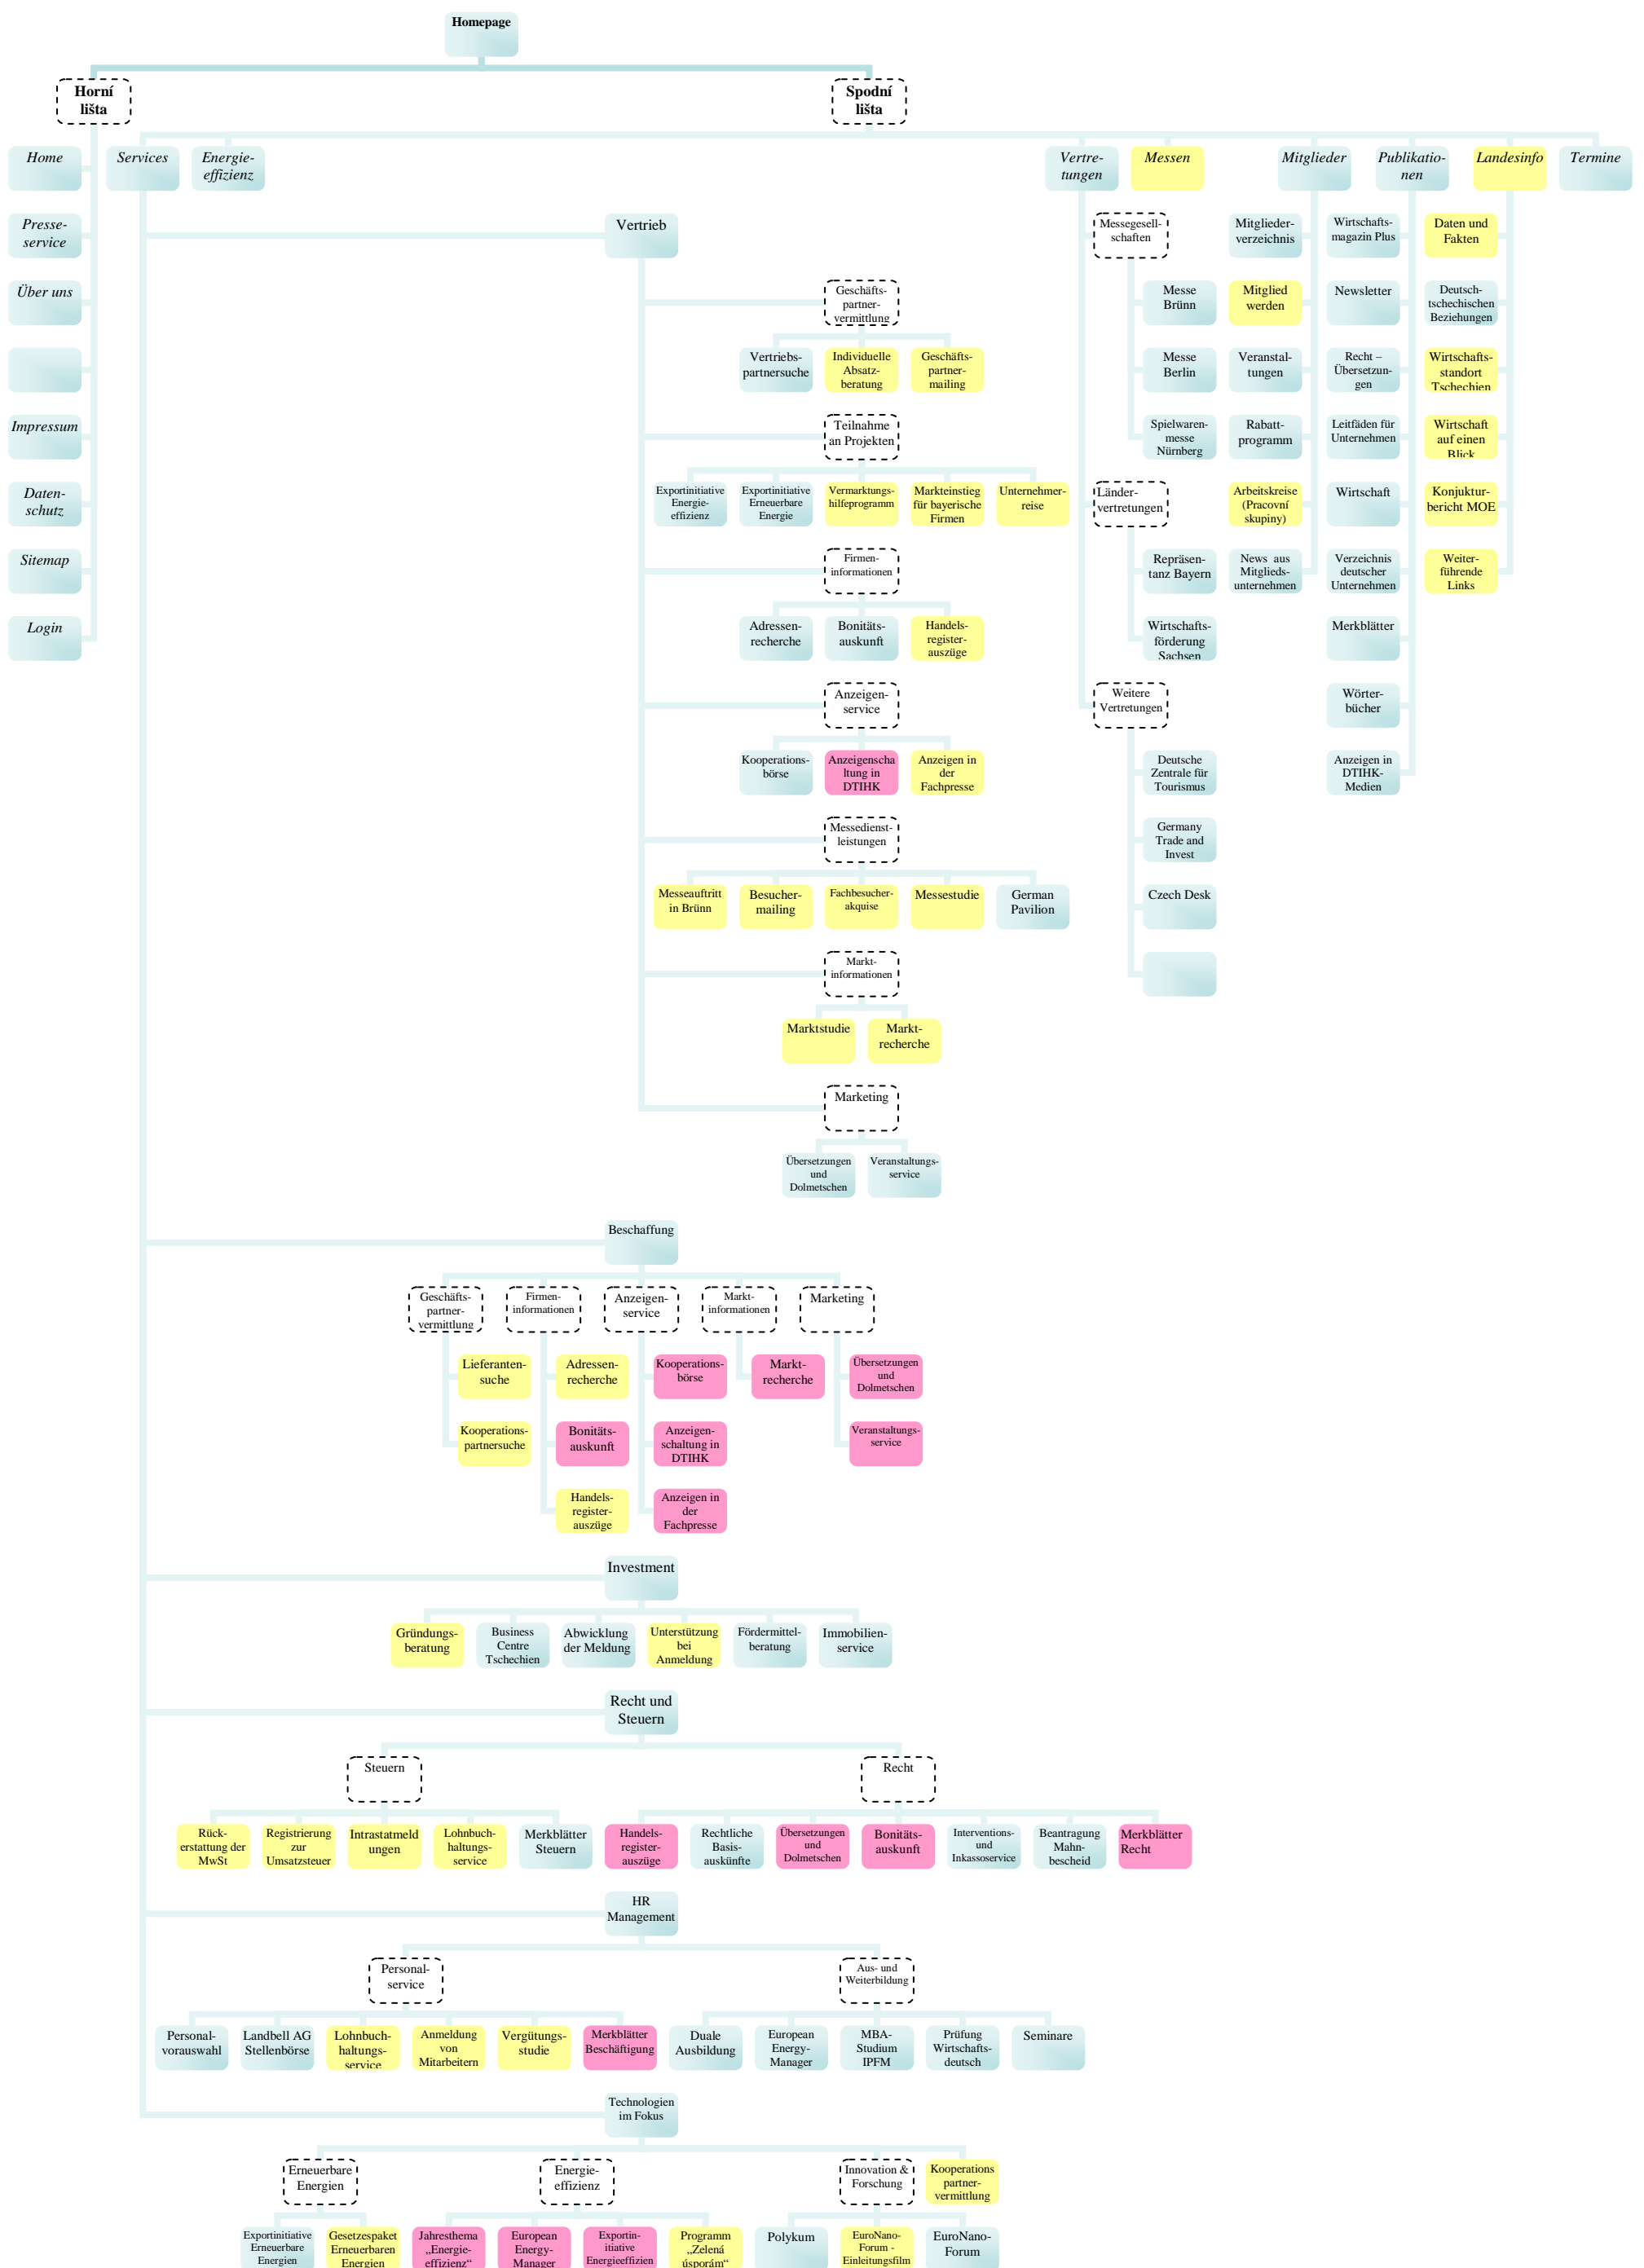 Homepage
Horní
lišta
Spodní
lišta
Home
Services
Energie-
effizienz
Vertre-
tungen
Messen
Mitglieder
Publikatio-
nen
Landesinfo
Termine
Presse-
service
Über uns
Impressum
Daten-
schutz
Sitemap
Login
Vertrieb
Geschäfts-
partner-
vermittlung
Vertriebs-
partnersuche
Individuelle
Absatz-
beratung
Geschäfts-
partner-
mailing
Teilnahme
an Projekten
Exportinitiative
Energie-
effizienz
Exportinitiative
Erneuerbare
Energie
Vermarktungs-
hilfeprogramm
Markteinstieg
für bayerische
Firmen
Unternehmer-
reise
Firmen-
informationen
Adressen-
recherche
Bonitäts-
auskunft
Handels-
register-
auszüge
Anzeigen-
service
Kooperations-
börse
Anzeigenscha
ltung in
DTIHK
Anzeigen in
der
Fachpresse
Messedienst-
leistungen
Messeauftritt
in Brünn
Besucher-
mailing
Fachbesucher-
akquise
Messestudie
German
Pavilion
Markt-
informationen
Marktstudie
Markt-
recherche
Marketing
Übersetzungen
und
Dolmetschen
Veranstaltungs-
service
Messegesell-
schaften
Messe
Brünn
Messe
Berlin
Spielwaren-
messe
Nürnberg
Länder-
vertretungen
Repräsen-
tanz Bayern
Wirtschafts-
förderung
Sachsen
Weitere
Vertretungen
Deutsche
Zentrale für
Tourismus
Germany
Trade and
Invest
Czech Desk
Mitglieder-
verzeichnis
Mitglied
werden
Veranstal-
tungen
Rabatt-
programm
Arbeitskreise
(Pracovní
skupiny)
News aus
Mitglieds-
unternehmen
Wirtschafts-
magazin Plus
Newsletter
Recht –
Übersetzun-
gen
Leitfäden für
Unternehmen
Wirtschaft
Verzeichnis
deutscher
Unternehmen
Merkblätter
Wörter-
bücher
Anzeigen in
DTIHK-
Medien
Daten und
Fakten
Deutsch-
tschechischen
Beziehungen
Wirtschafts-
standort
Tschechien
Wirtschaft
auf einen
Blick
Konjuktur-
bericht MOE
Weiter-
führende
Links
Beschaffung
Geschäfts-
partner-
vermittlung
Firmen-
informationen
Anzeigen-
service
Markt-
informationen
Marketing
Lieferanten-
suche
Adressen-
recherche
Kooperations-
börse
Markt-
recherche
Übersetzungen
und
Dolmetschen
Kooperations-
partnersuche
Bonitäts-
auskunft
Anzeigen-
schaltung in
DTIHK
Veranstaltungs-
service
Handels-
register-
auszüge
Anzeigen in
der
Fachpresse
Investment
Gründungs-
beratung
Business
Centre
Tschechien
Abwicklung
der Meldung
Unterstützung
bei
Anmeldung
Fördermittel-
beratung
Immobilien-
service
Recht und
Steuern
Steuern
Recht
Rück-
erstattung der
MwSt
Registrierung
zur
Umsatzsteuer
Intrastatmeld
ungen
Lohnbuch-
haltungs-
service
Merkblätter
Steuern
Handels-
register-
auszüge
Rechtliche
Basis-
auskünfte
Übersetzungen
und
Dolmetschen
Bonitäts-
auskunft
Interventions-
und
Inkassoservice
Beantragung
Mahn-
bescheid
Merkblätter
Recht
HR
Management
Personal-
service
Aus- und
Weiterbildung
Personal-
vorauswahl
Landbell AG
Stellenbörse
Lohnbuch-
haltungs-
service
Anmeldung
von
Mitarbeitern
Vergütungs-
studie
Merkblätter
Beschäftigung
Duale
Ausbildung
European
Energy-
Manager
MBA-
Studium
IPFM
Prüfung
Wirtschafts-
deutsch
Seminare
Technologien
im Fokus
Erneuerbare
Energien
Energie-
effizienz
Innovation &
Forschung
Kooperations
partner-
vermittlung
Exportinitiative
Erneuerbare
Energien
Gesetzespaket
Erneuerbaren
Energien
Jahresthema
„Energie-
effizienz“
European
Energy-
Manager
Exportin-
itiative
Energieeffizien
Programm
„Zelená
úsporám“
Polykum
EuroNano-
Forum -
Einleitungsfilm
EuroNano-
Forum